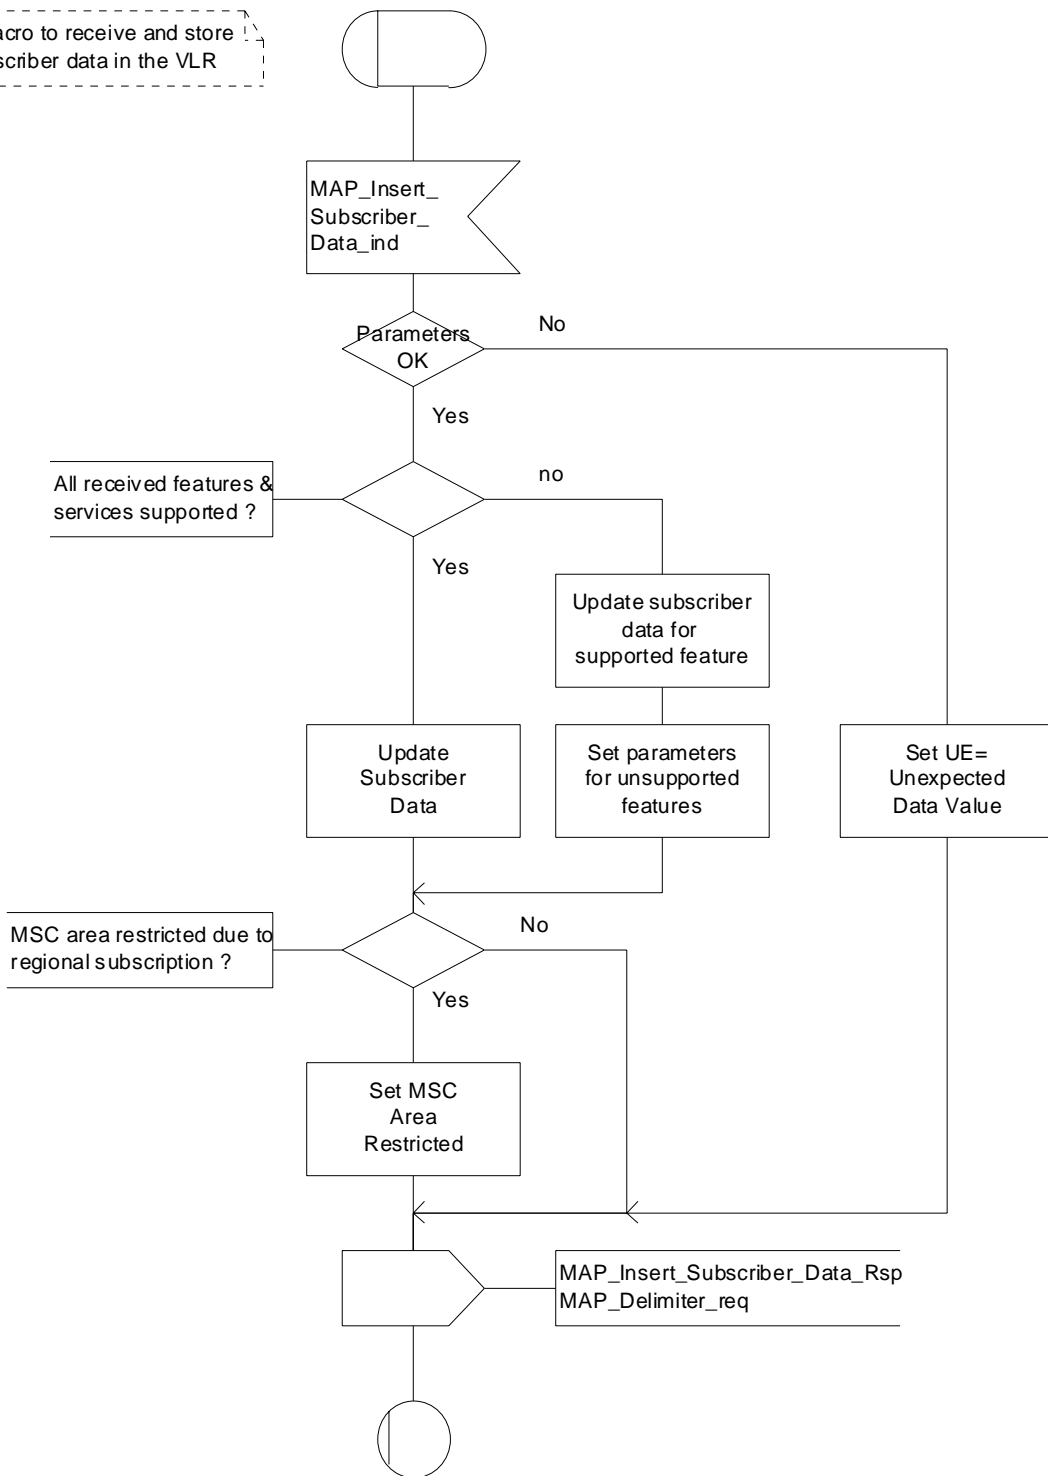 acro to receive and store
scriber data in the VLR
MAP_Insert_
Subscriber_
Data_ind
Parameters
OK
No
Yes
All received features &
services supported ?
no
Yes
Update subscriber
data for
supported feature
Update
Subscriber
Data
Set parameters
for unsupported
features
Set UE=
Unexpected
Data Value
MSC area restricted due to
regional subscription ?
No
Yes
Set MSC
Area
Restricted
MAP_Insert_Subscriber_Data_Rsp
MAP_Delimiter_req